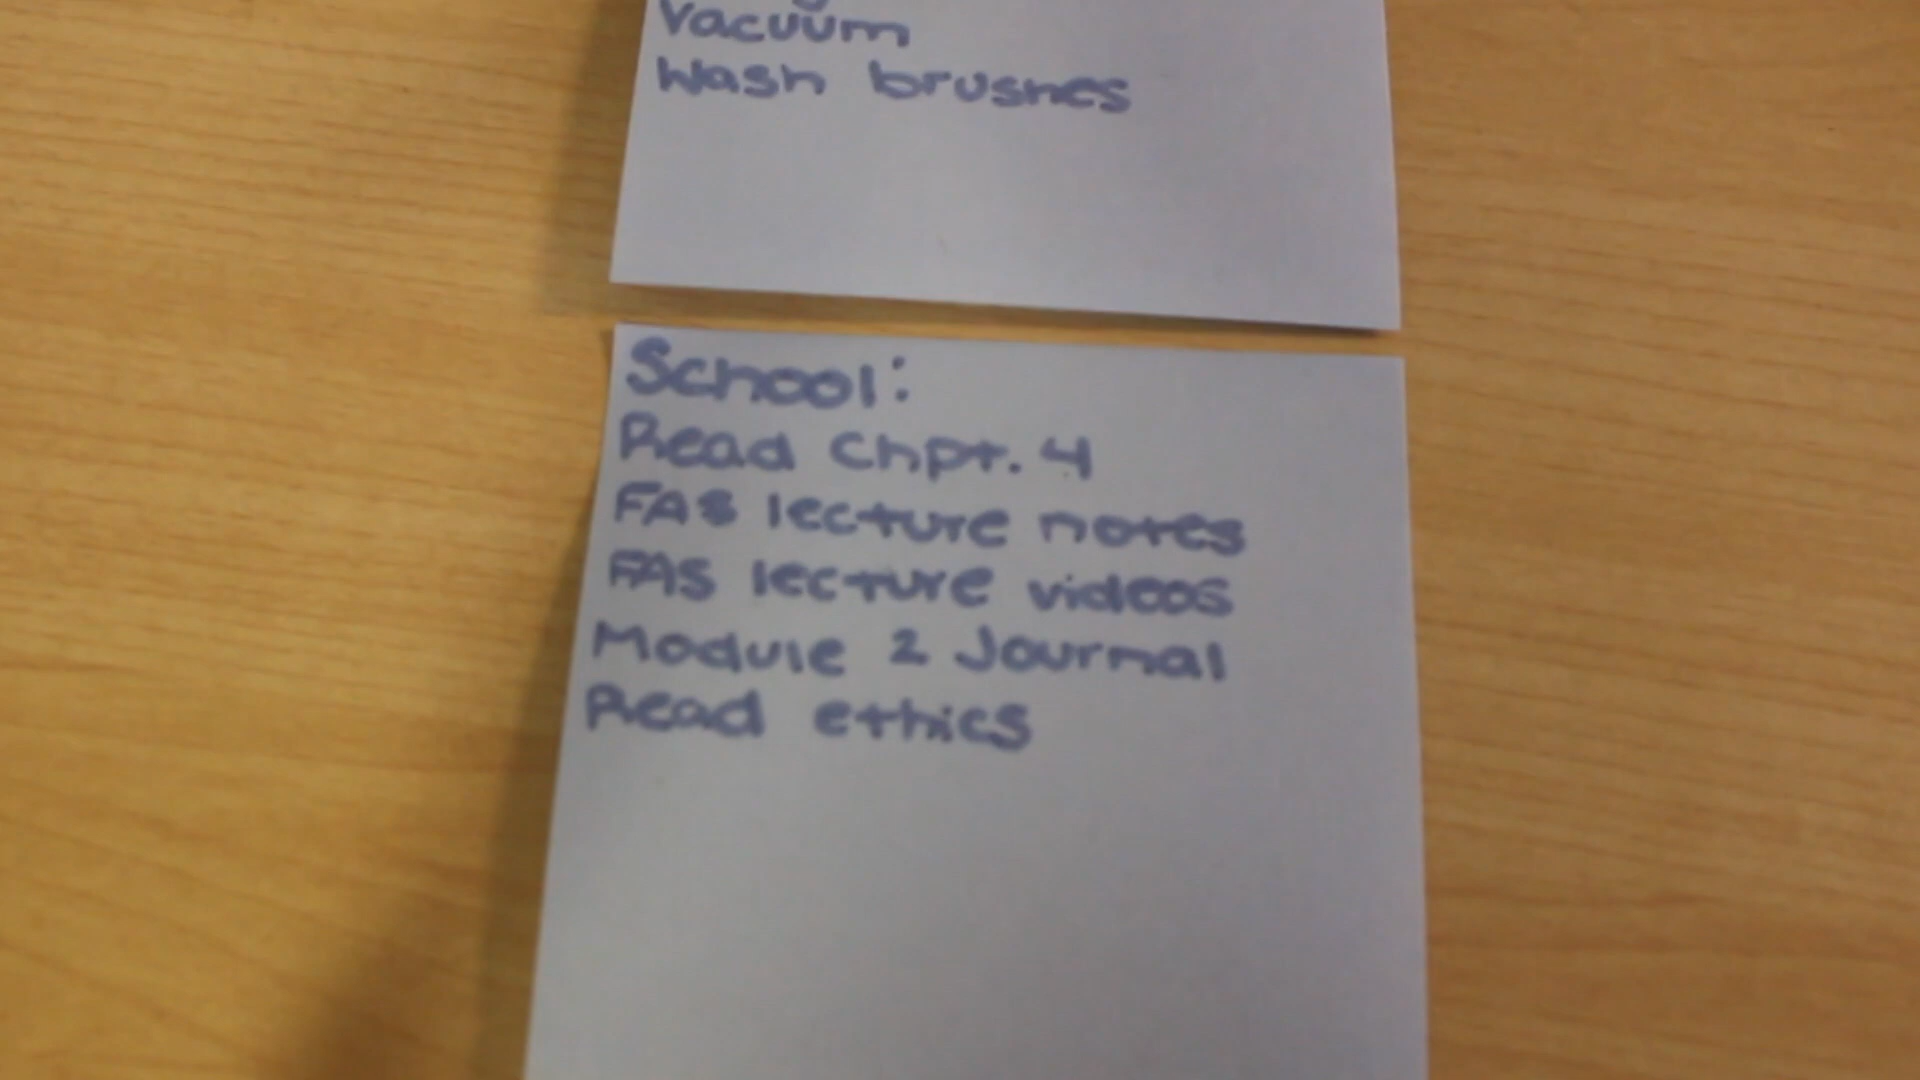 Vacuum
Wash brushes
School:
Read Chpt. 4
FAS lecture notes
FAS lecture videos
Module 2 Journal
Read ethics